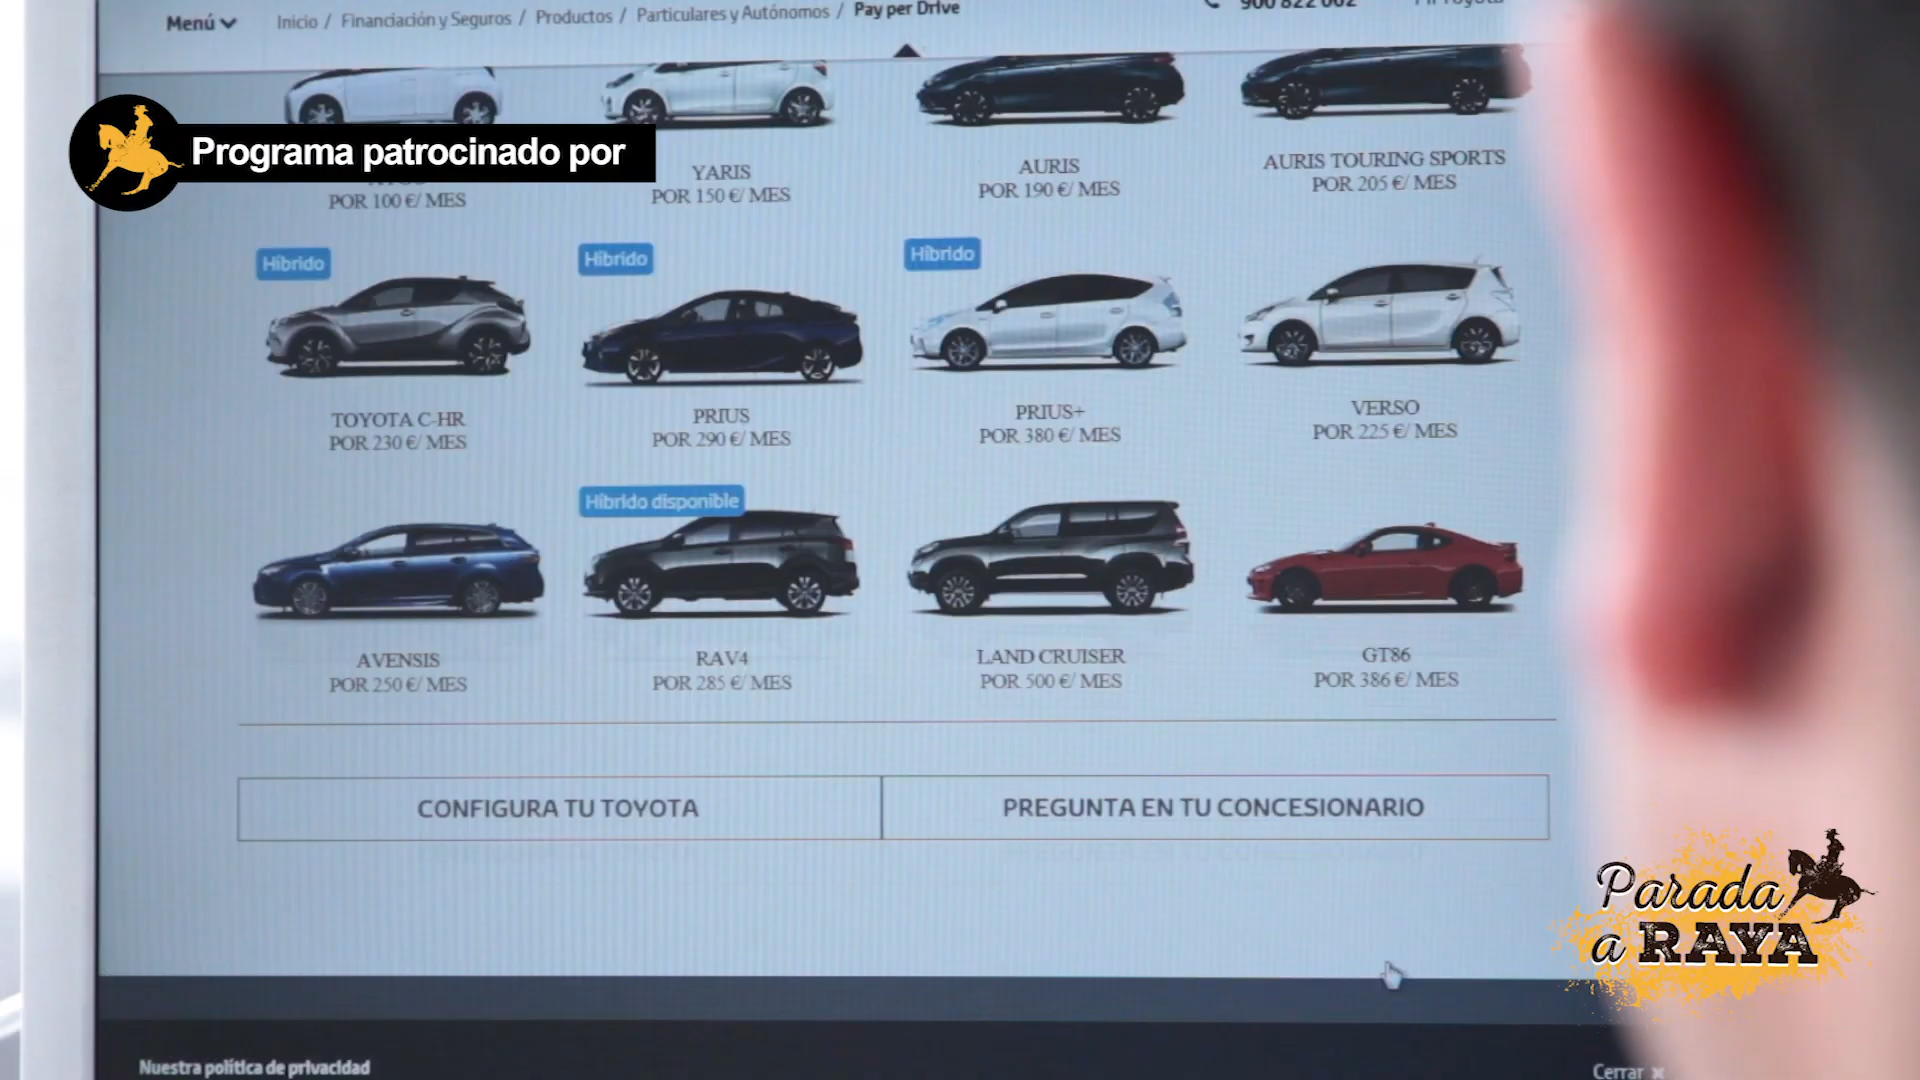 Menú
Inicio / Financiación y Seguros / Productos / Particulares y Autónomos / Pay per Drive
900 822 002
Programa patrocinado por
POR 100 €/ MES
YARIS
POR 150 €/ MES
AURIS
POR 190 €/ MES
AURIS TOURING SPORTS
POR 205 €/ MES
Híbrido
Híbrido
Híbrido
TOYOTA C-HR
POR 230 €/ MES
PRIUS
POR 290 €/ MES
PRIUS+
POR 380 €/ MES
VERSO
POR 225 €/ MES
Híbrido disponible
AVENSIS
POR 250 €/ MES
RAV4
POR 285 €/ MES
LAND CRUISER
POR 500 €/ MES
GT86
POR 386 €/ MES
CONFIGURA TU TOYOTA
PREGUNTA EN TU CONCESIONARIO
Parada
a RAYA
Nuestra política de privacidad
Cerrar x